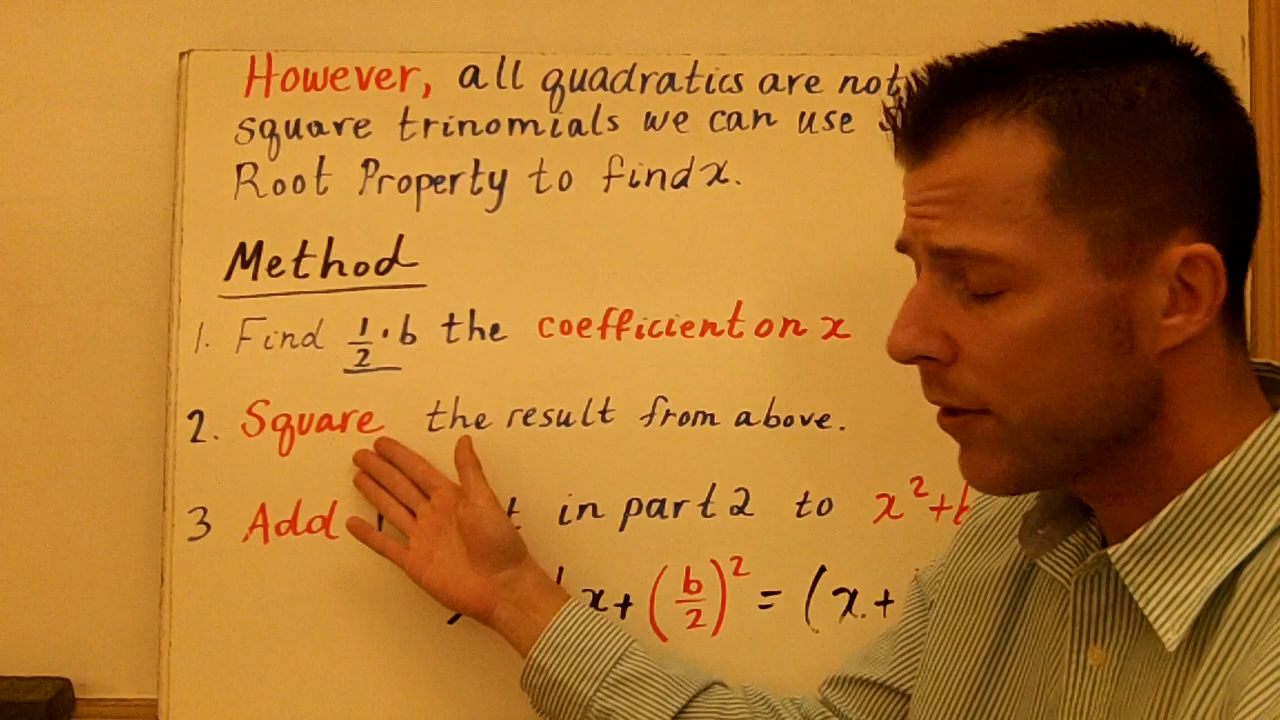 However, all quadratics are not
square trinomials we can use
Root Property to find x.
Method
1. Find 1/2 · b the coefficient on x
2. Square the result from above.
3 Add in part 2 to x² + b
x + (b/2)² = (x +